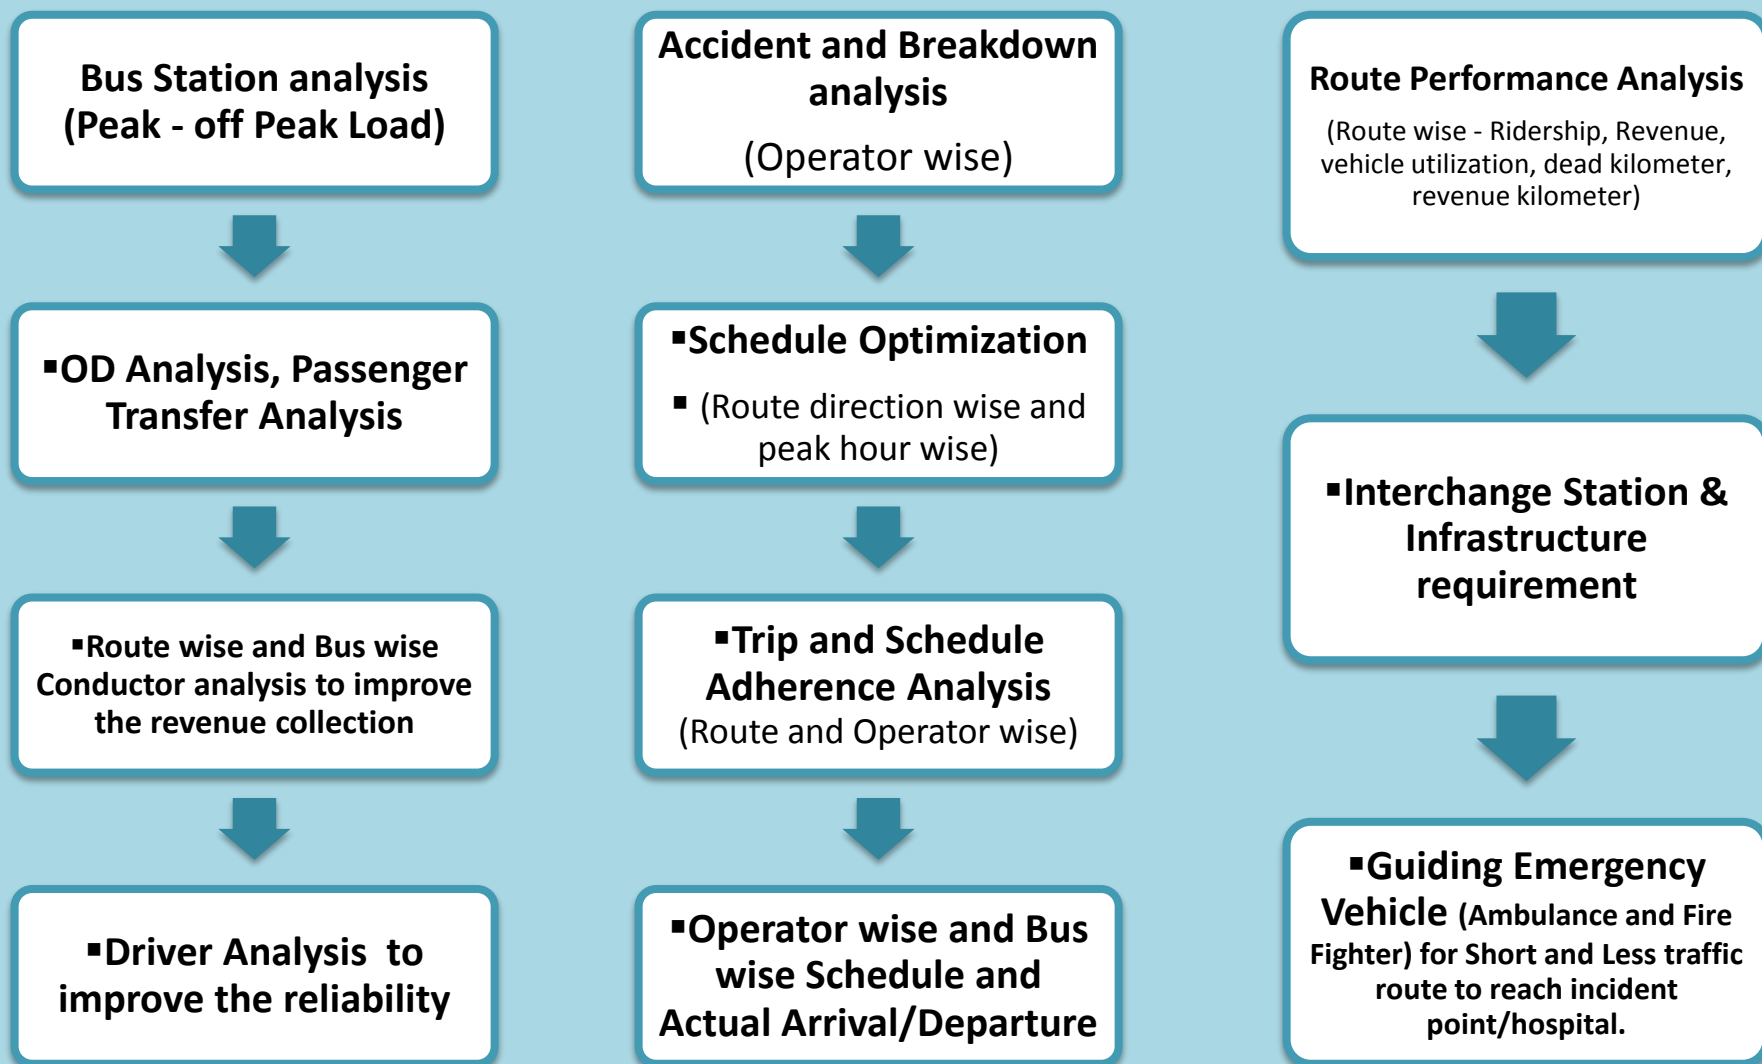 Bus Station analysis
(Peak - off Peak Load)
▪OD Analysis, Passenger
Transfer Analysis
▪Route wise and Bus wise
Conductor analysis to improve
the revenue collection
▪Driver Analysis  to
improve the reliability
Accident and Breakdown
analysis
(Operator wise)
▪Schedule Optimization
▪ (Route direction wise and
peak hour wise)
▪Trip and Schedule
Adherence Analysis
(Route and Operator wise)
▪Operator wise and Bus
wise Schedule and
Actual Arrival/Departure
Route Performance Analysis
(Route wise - Ridership, Revenue,
vehicle utilization, dead kilometer,
revenue kilometer)
▪Interchange Station &
Infrastructure
requirement
▪Guiding Emergency
Vehicle (Ambulance and Fire
Fighter) for Short and Less traffic
route to reach incident
point/hospital.